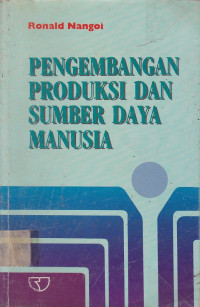 Ronald Nangoi
PENGEMBANGAN
PRODUKSI DAN
SUMBER DAYA
MANUSIA